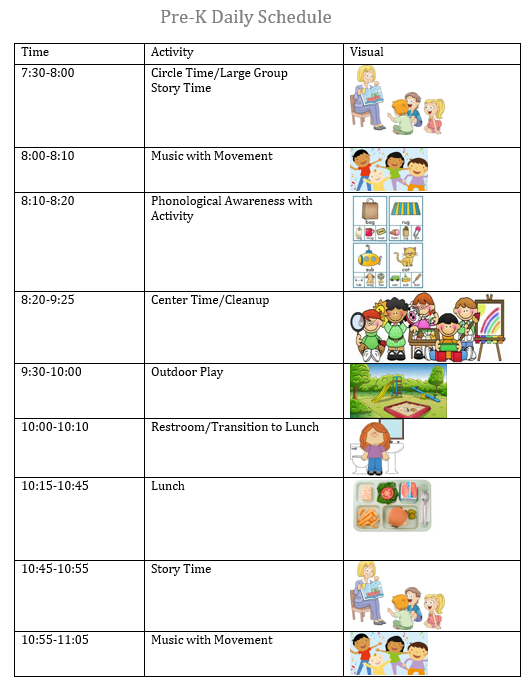 Pre-K Daily Schedule
Time Activity Visual
7:30-8:00 Circle Time/Large Group
Story Time
8:00-8:10 Music with Movement
8:10-8:20 Phonological Awareness with
Activity
bag rug
sub cat
8:20-9:25 Center Time/Cleanup
9:30-10:00 Outdoor Play
10:00-10:10 Restroom/Transition to Lunch
10:15-10:45 Lunch
10:45-10:55 Story Time
10:55-11:05 Music with Movement